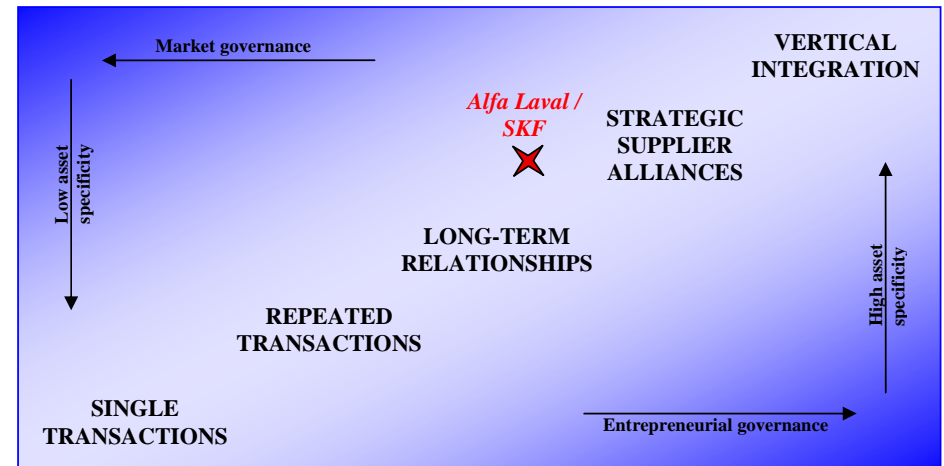 Market governance
VERTICAL
INTEGRATION
Alfa Laval /
SKF
STRATEGIC
SUPPLIER
ALLIANCES
Low asset
specificity
LONG-TERM
RELATIONSHIPS
High asset
specificity
REPEATED
TRANSACTIONS
SINGLE
TRANSACTIONS
Entrepreneurial governance